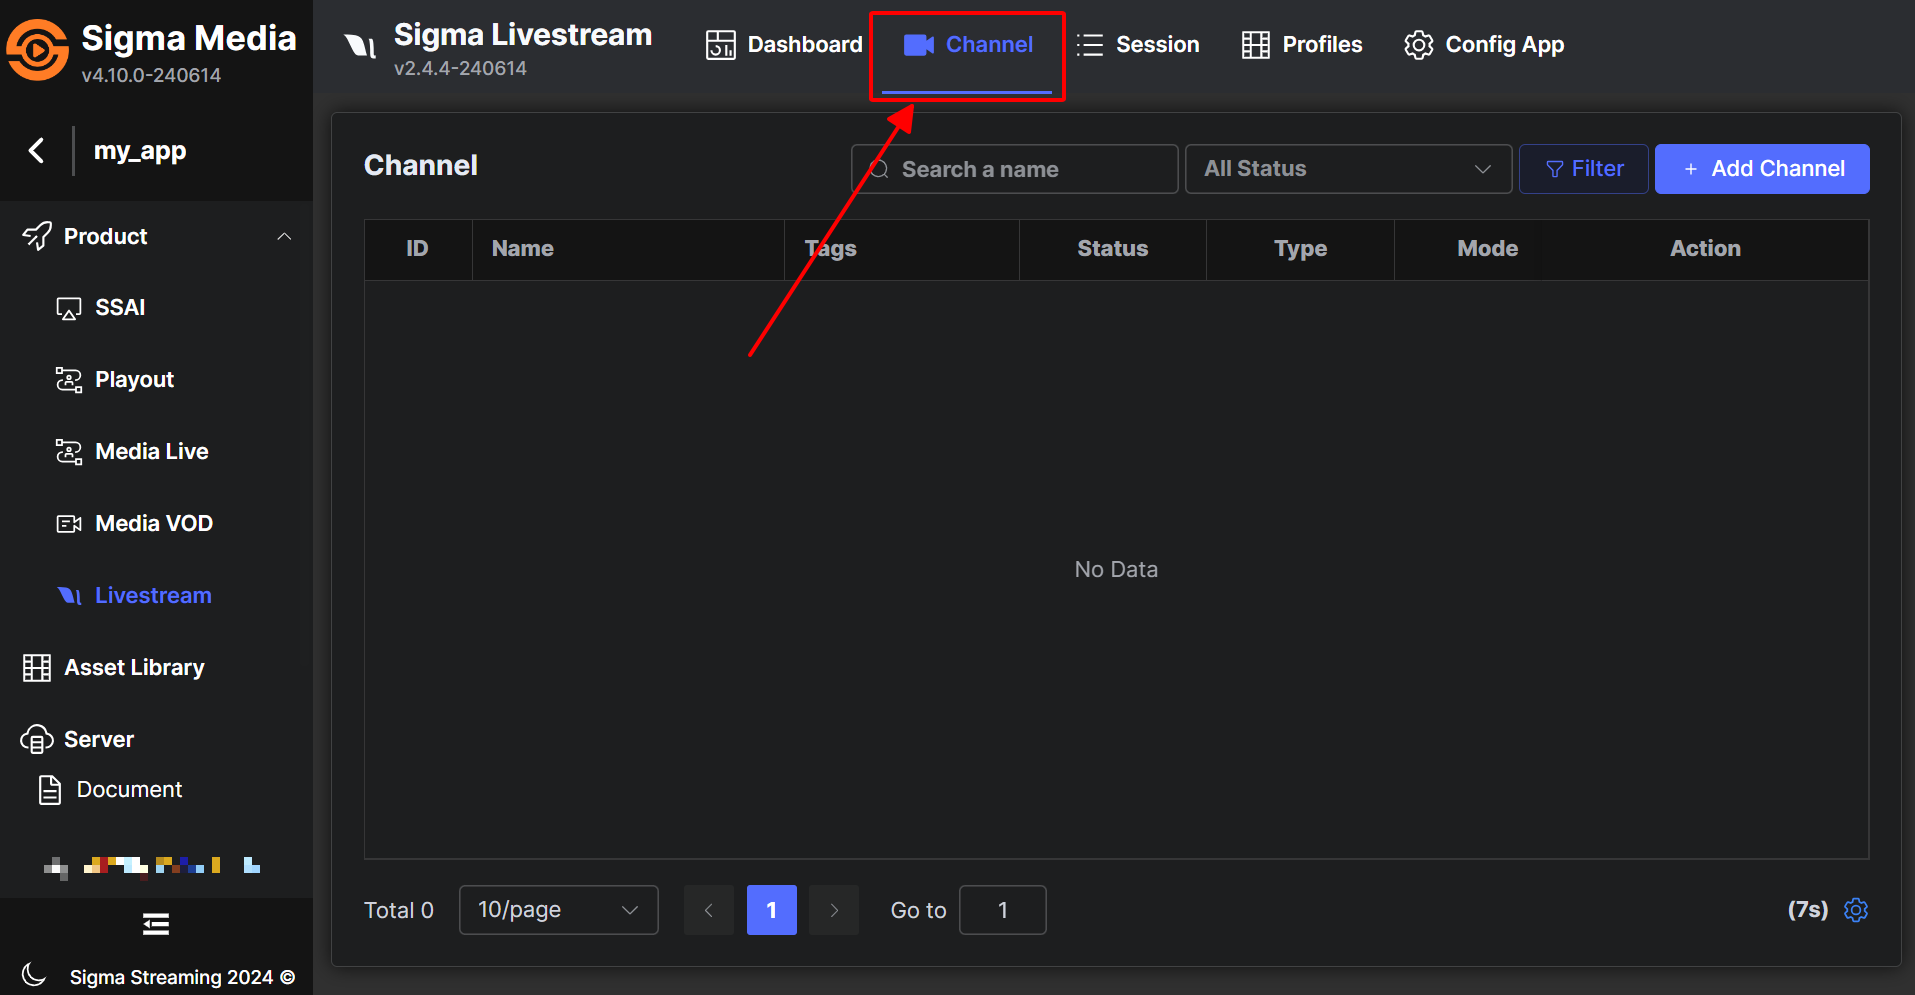 Sigma Media
v4.10.0-240614
my_app
Product
SSAI
Playout
Media Live
Media VOD
Livestream
Asset Library
Server
Document
Sigma Streaming 2024 ©
Sigma Livestream
v2.4.4-240614
Dashboard
Channel
Session
Profiles
Config App
Channel
Search a name
All Status
Filter
+ Add Channel
ID
Name
Tags
Status
Type
Mode
Action
No Data
Total 0
10/page
1
Go to
1
(7s)